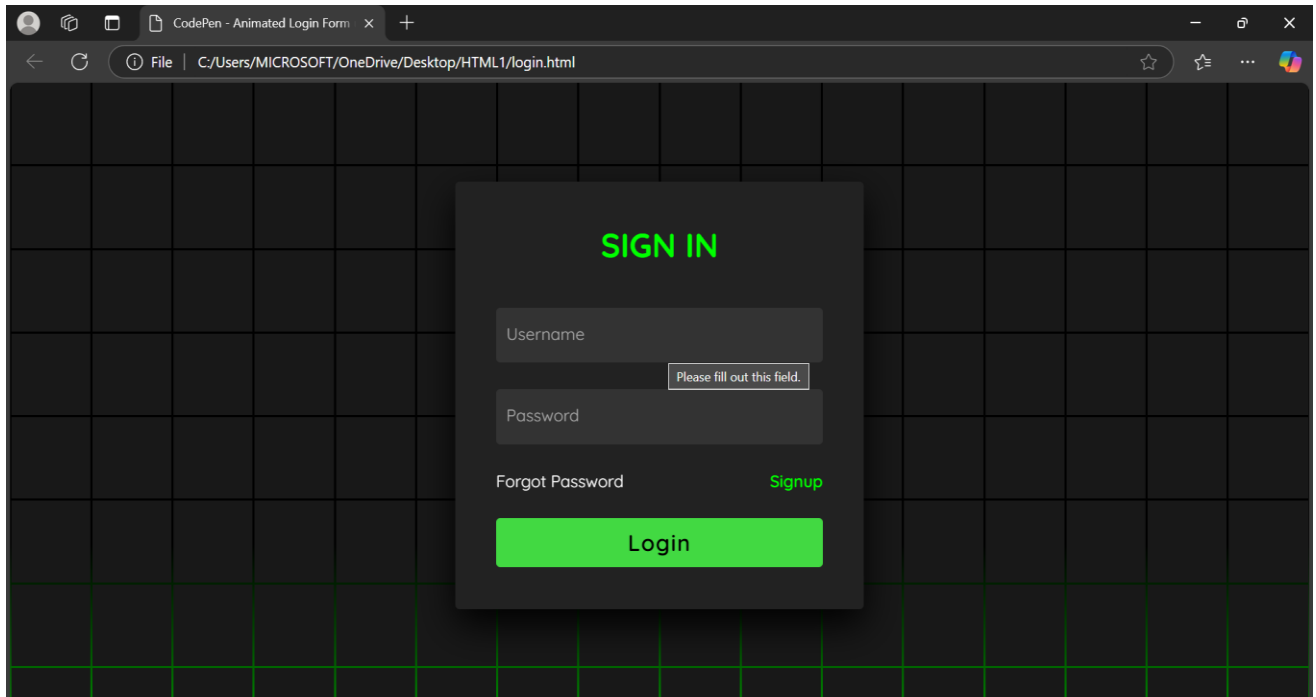 CodePen - Animated Login Form
File | C:/Users/MICROSOFT/OneDrive/Desktop/HTML1/login.html
SIGN IN
Username
Please fill out this field.
Password
Forgot Password Signup
Login